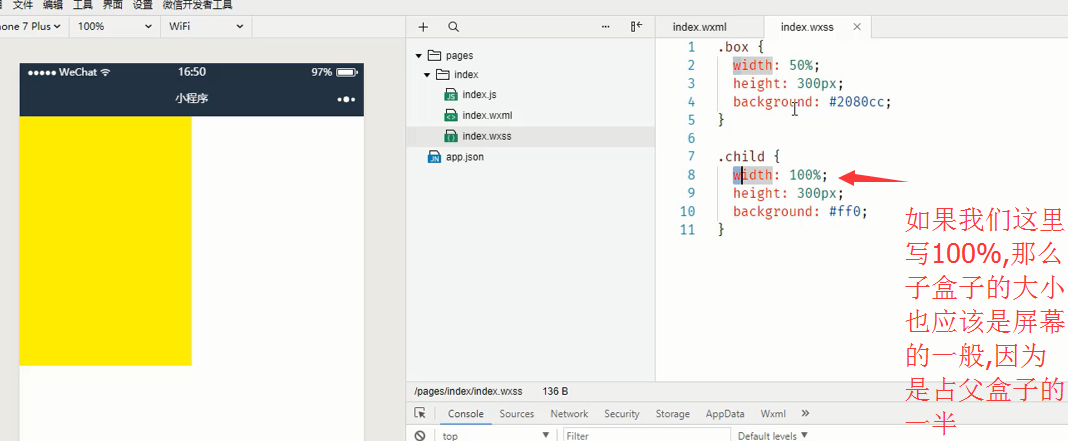 文件 编辑 工具 界面 设置 微信开发者工具
one 7 Plus 100% WiFi
WeChat 16:50 97%
小程序
pages
index
index.js
index.wxml
index.wxss
app.json
index.wxml index.wxss
1 .box {
2 width: 50%;
3 height: 300px;
4 background: #2080cc;
5 }
6
7 .child {
8 width: 100%;
9 height: 300px;
10 background: #ff0;
11 }
如果我们这里
写100%,那么
子盒子的大小
也应该是屏幕
的一般,因为
是占父盒子的
一半
/pages/index/index.wxss 136 B
Console Sources Network Security Storage AppData Wxml
top Filter Default levels